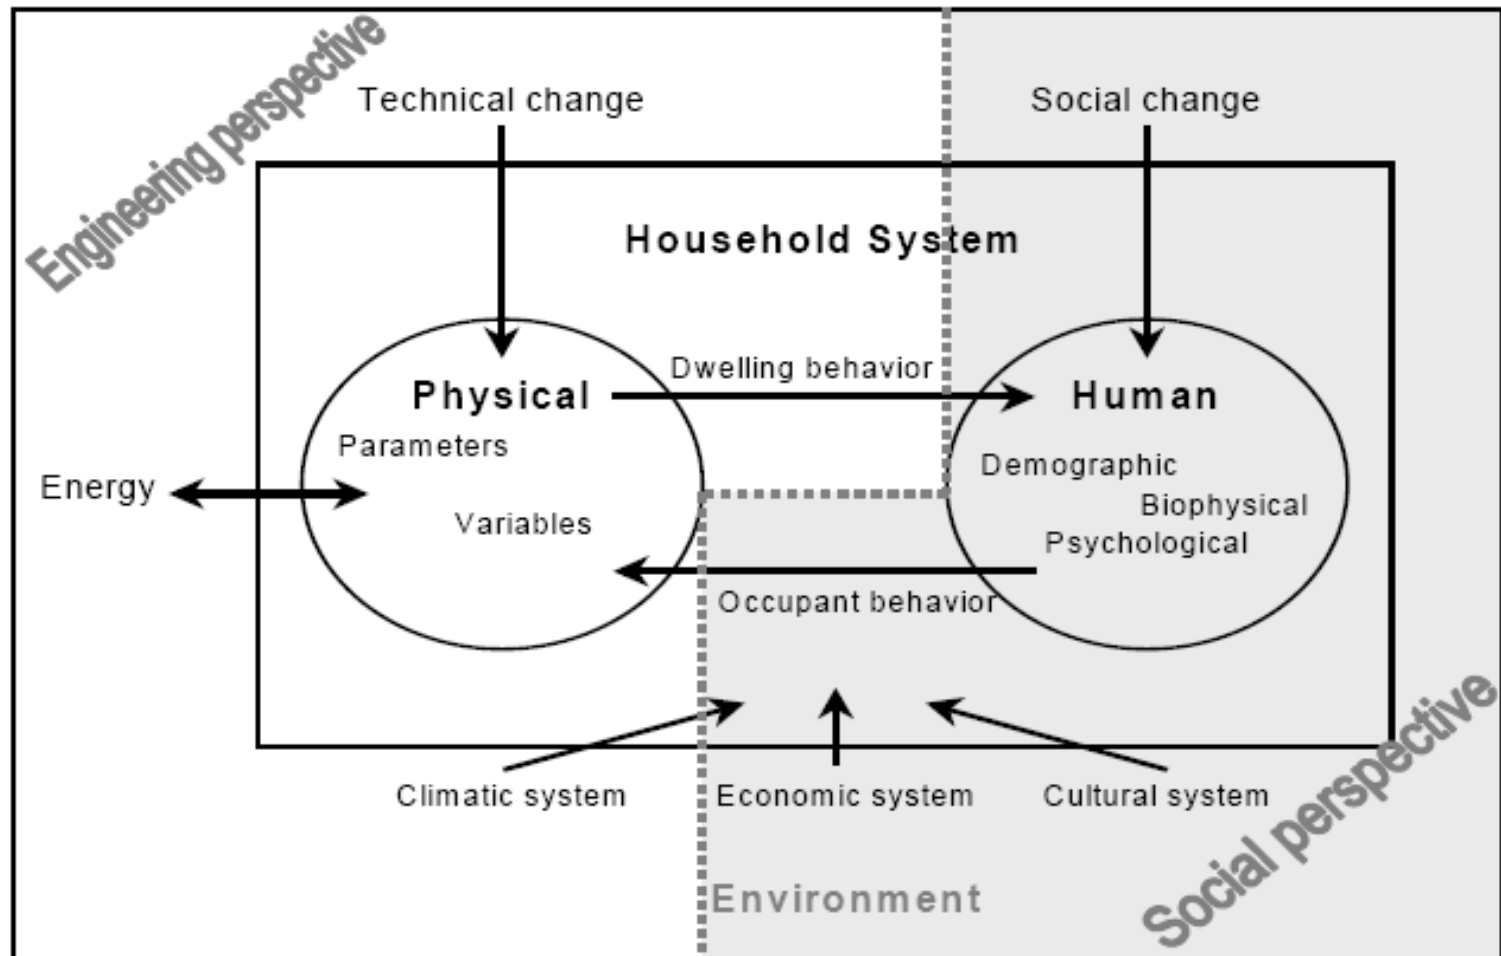 Engineering perspective
Technical change
Social change
Household System
Dwelling behavior
Physical
Human
Parameters
Demographic
Energy
Biophysical
Variables
Psychological
Occupant behavior
Climatic system
Economic system
Cultural system
Environment
Social perspective